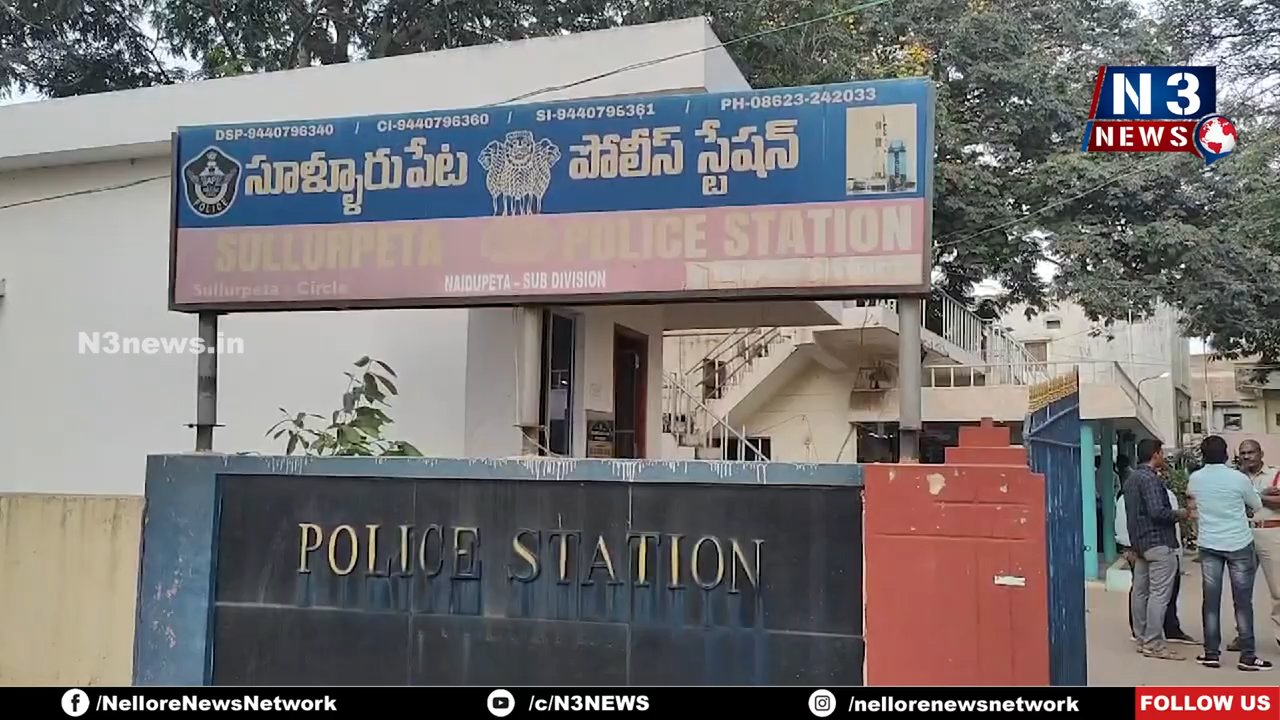 DSP-9440796340 / CI-9440796360 / SI-9440796361 / PH-08623-242033
POLICE
సూళ్ళూరుపేట పోలీస్ స్టేషన్
SULLURPETA POLICE STATION
Sullurpeta - Circle
NAIDUPETA - SUB DIVISION
N3
NEWS
N3news.in
POLICE STATION
/NelloreNewsNetwork
/c/N3NEWS
/nellorenewsnetwork
FOLLOW US